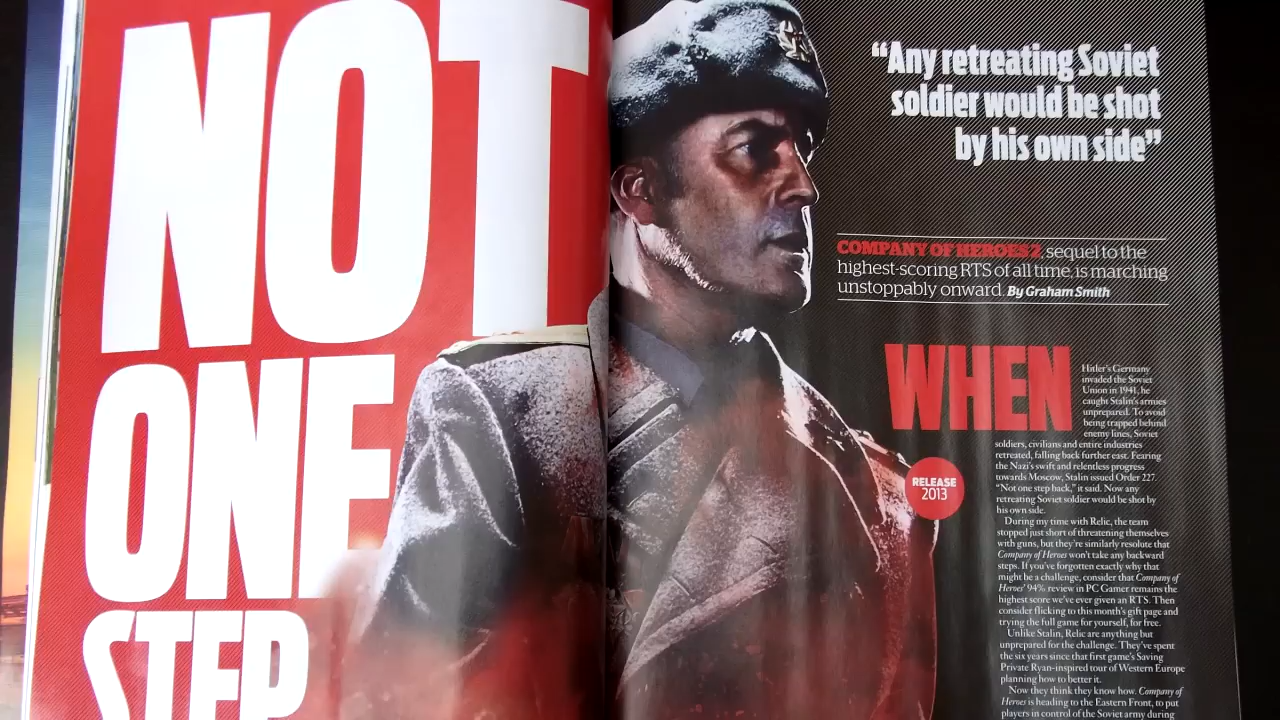 NOT
ONE
STEP
“Any retreating Soviet
soldier would be shot
by his own side”
COMPANY OF HEROES 2, sequel to the
highest-scoring RTS of all time, is marching
unstoppably onward. By Graham Smith
WHEN
Hitler's Germany
invaded the Soviet
Union in 1941, he
caught Stalin's armies
unprepared. To avoid
being trapped behind
enemy lines, Soviet
soldiers, civilians and entire industries
retreated, falling back further east. Fearing
the Nazi's swift and relentless progress
towards Moscow, Stalin issued Order 227.
“Not one step back,” it said. Now any
retreating Soviet soldier would be shot by
his own side.
RELEASE
2013
During my time with Relic, the team
stopped just short of threatening themselves
with guns, but they're similarly resolute that
Company of Heroes won't take any backward
steps. If you've forgotten exactly why that
might be a challenge, consider that Company of
Heroes' 94% review in PC Gamer remains the
highest score we've ever given an RTS. Then
consider flicking to this month's gift page and
trying the full game for yourself, for free.
Unlike Stalin, Relic are anything but
unprepared for the challenge. They've spent
the six years since that first game's Saving
Private Ryan-inspired tour of Western Europe
planning how to better it.
Now they think they know how. Company of
Heroes is heading to the Eastern Front, to put
players in control of the Soviet army during